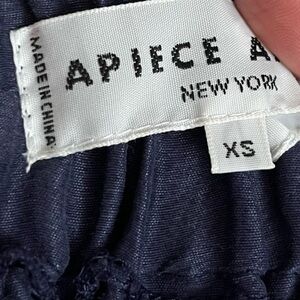 MADE IN CHINA
APIECE A
NEW YORK
XS